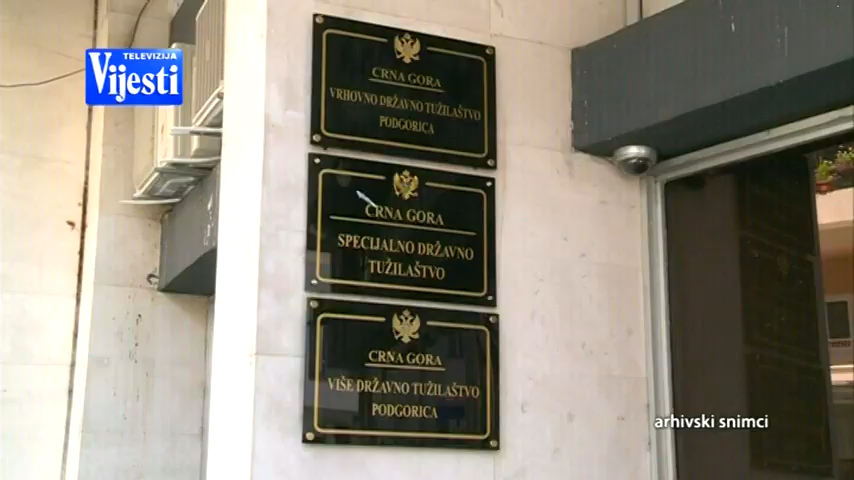 TELEVIZIJA
Vijesti
CRNA GORA
VRHOVNO DRŽAVNO TUŽILAŠTVO
PODGORICA
CRNA GORA
SPECIJALNO DRŽAVNO
TUŽILAŠTVO
CRNA GORA
VIŠE DRŽAVNO TUŽILAŠTVO
PODGORICA
arhivski snimci